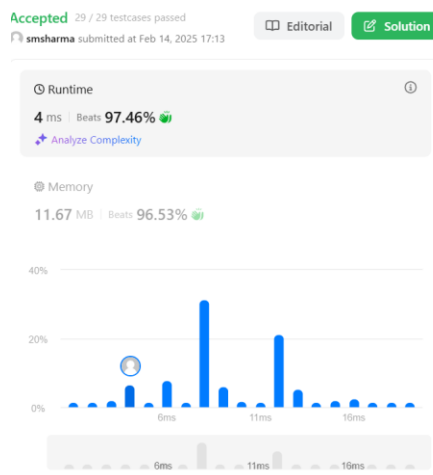 Accepted 29 / 29 testcases passed
smsharma submitted at Feb 14, 2025 17:13
Editorial
Solution
Runtime
4 ms | Beats 97.46%
Analyze Complexity
Memory
11.67 MB | Beats 96.53%
40%
20%
0%
6ms 11ms 16ms
6ms 11ms 16ms